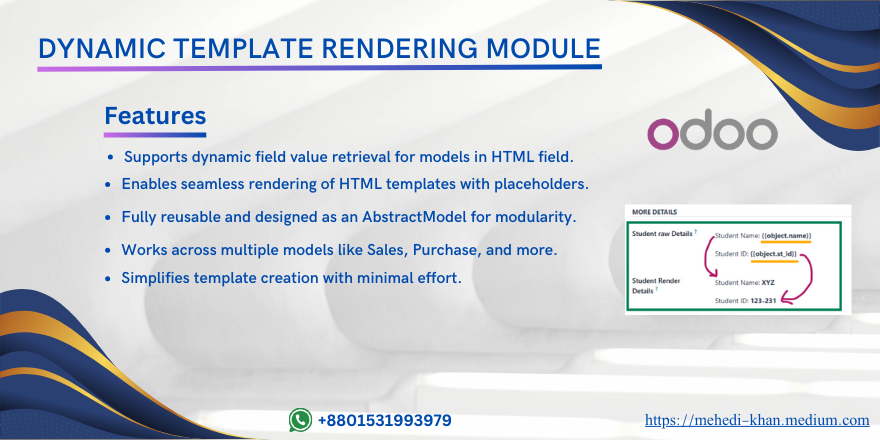 DYNAMIC TEMPLATE RENDERING MODULE
Features
• Supports dynamic field value retrieval for models in HTML field.
• Enables seamless rendering of HTML templates with placeholders.
• Fully reusable and designed as an AbstractModel for modularity.
• Works across multiple models like Sales, Purchase, and more.
• Simplifies template creation with minimal effort.
odoo
MORE DETAILS
Student raw Details ?
Student Name: {{object.name}}
Student ID: {{object.st_id}}
Student Render
Details ?
Student Name: XYZ
Student ID: 123-231
+8801531993979
https://mehedi-khan.medium.com